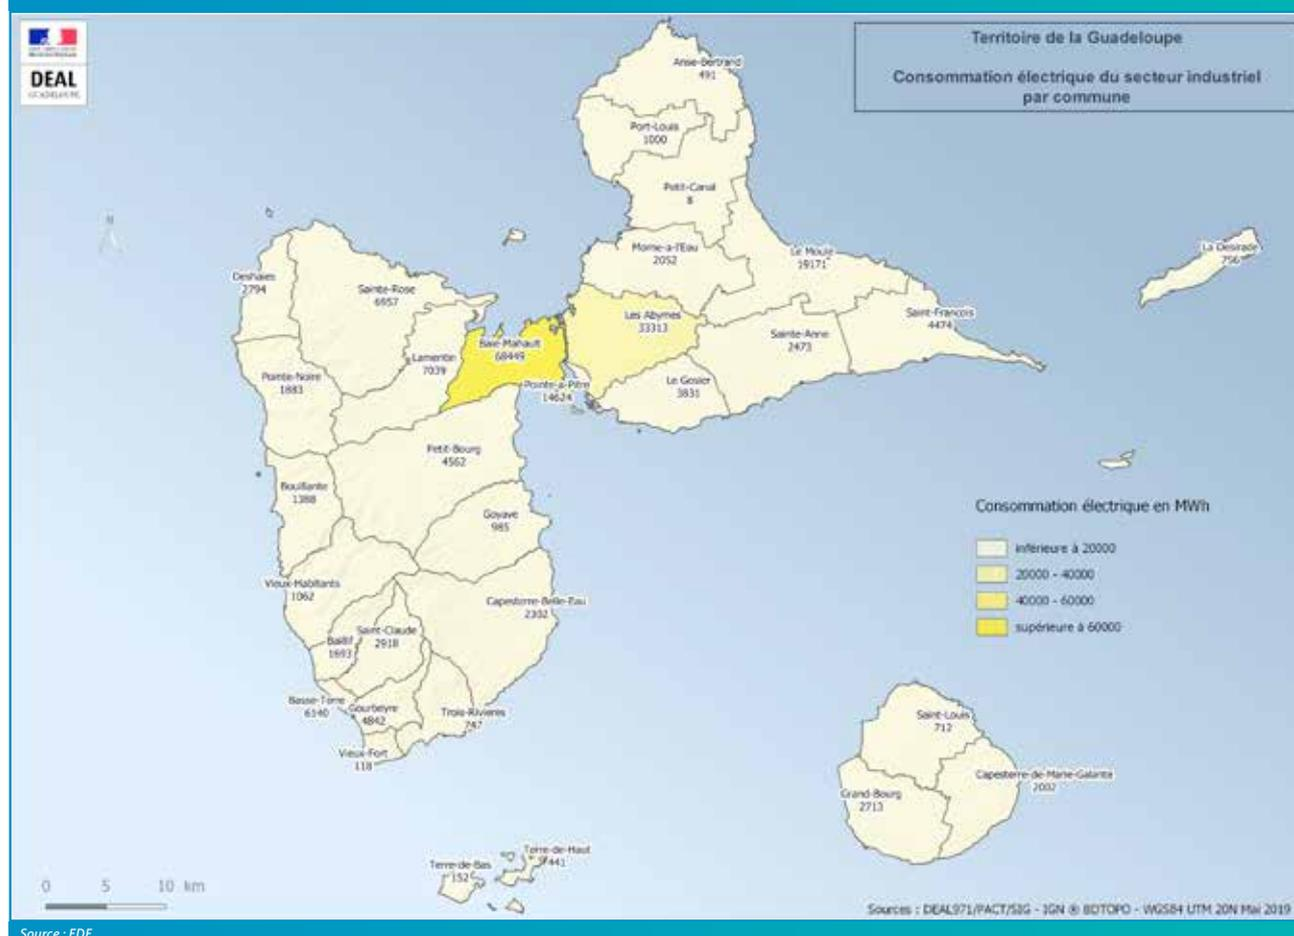 DEAL
GUADELOUPE
Territoire de la Guadeloupe
Consommation électrique du secteur industriel
par commune
Anse-Bertrand
491
Port-Louis
1000
Petit-Canal
8
Morne-a-l'Eau
2052
Le Moule
19171
La Desirade
756
Deshaies
2794
Sainte-Rose
6957
Les Abymes
33313
Saint-Francois
4474
Sainte-Anne
2473
Baie-Mahault
68449
Lamentin
7039
Pointe-Noire
1883
Pointe-a-Pitre
14624
Le Gosier
3831
Petit-Bourg
4562
Bouillante
1388
Goyave
985
Consommation électrique en MWh
inférieure à 20000
20000 - 40000
40000 - 60000
supérieure à 60000
Vieux-Habitants
1062
Capesterre-Belle-Eau
2302
Saint-Claude
2918
Baillif
1693
Basse-Terre
6140
Gourbeyre
4842
Trois-Rivieres
747
Vieux-Fort
118
Saint-Louis
712
Capesterre-de-Marie-Galante
2002
Grand-Bourg
2713
Terre-de-Haut
441
Terre-de-Bas
152
0 5 10 km
Sources : DEAL971/PACT/SIG - IGN ® BDTOPO - WGS84 UTM 20N Mai 2019
Source : EDF